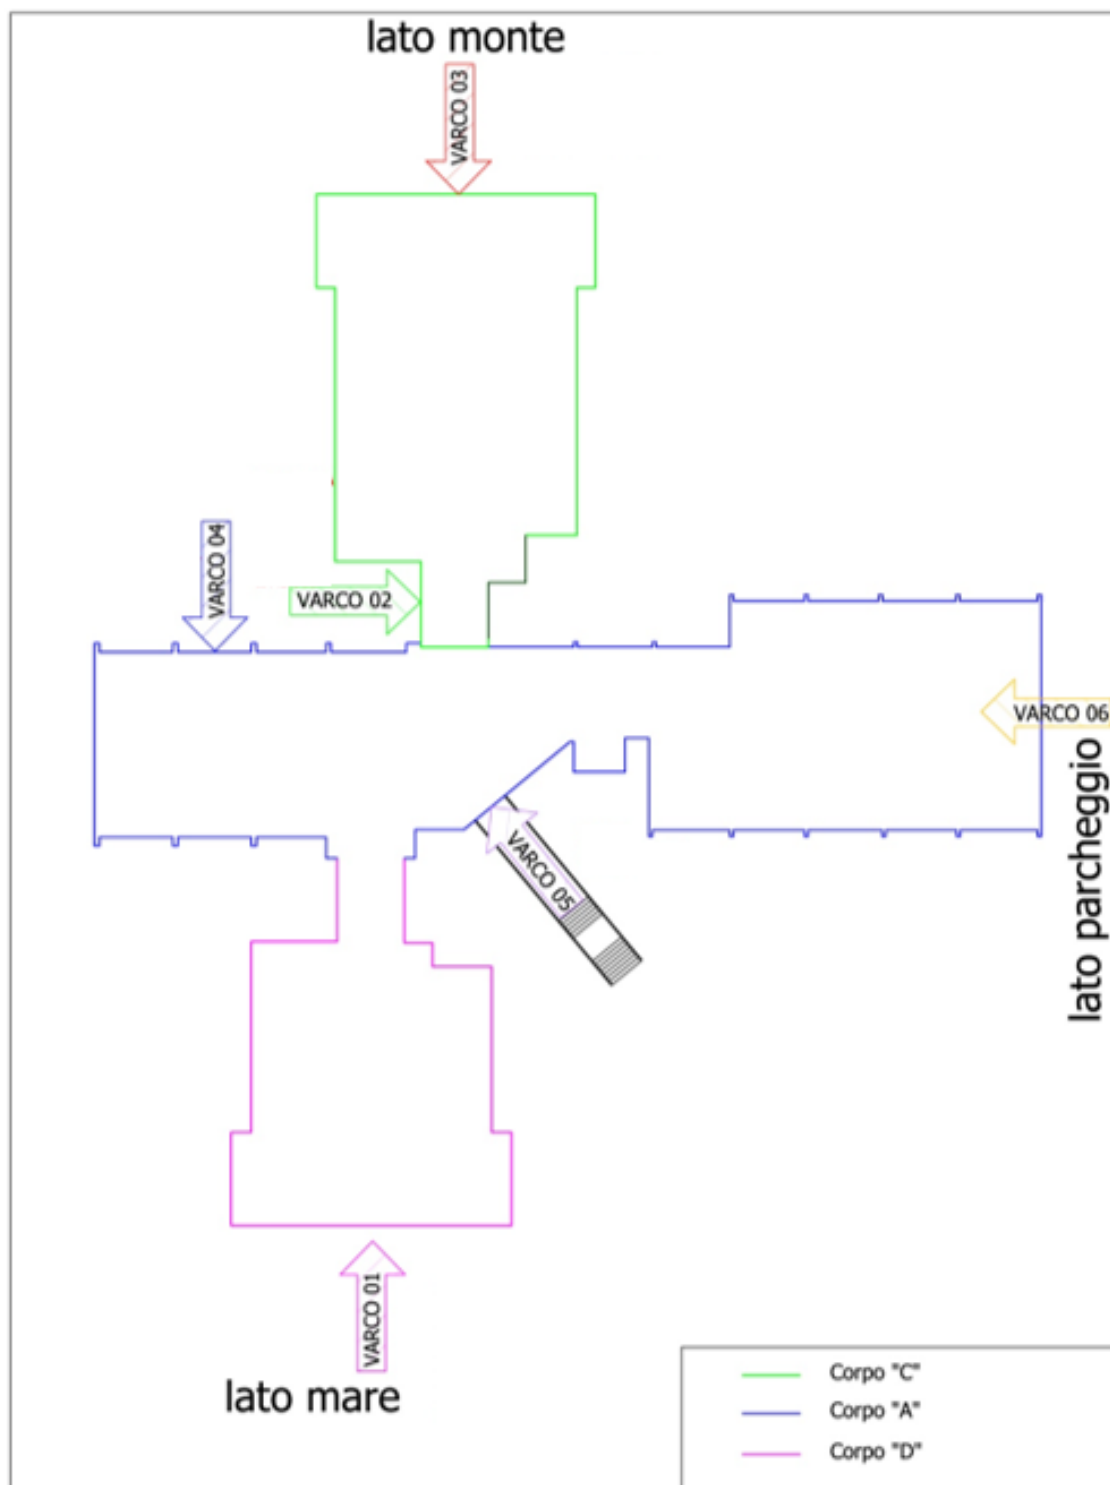 lato monte
VARCO 03
VARCO 04
VARCO 02
VARCO 06
lato parcheggio
VARCO 05
VARCO 01
lato mare
Corpo "C"
Corpo "A"
Corpo "D"